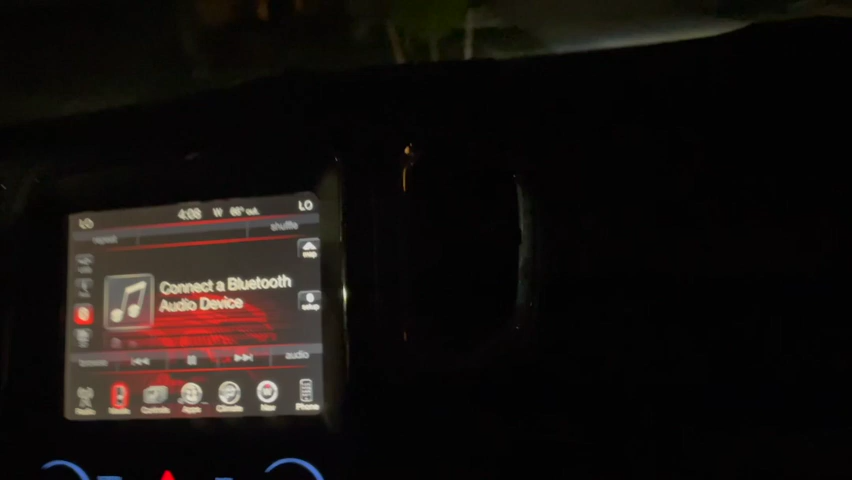 LO 4:08 W 66° out LO
repeat shuffle
Connect a Bluetooth
Audio Device
setup
browse audio
Radio Media Controls Apps Climate Nav Phone